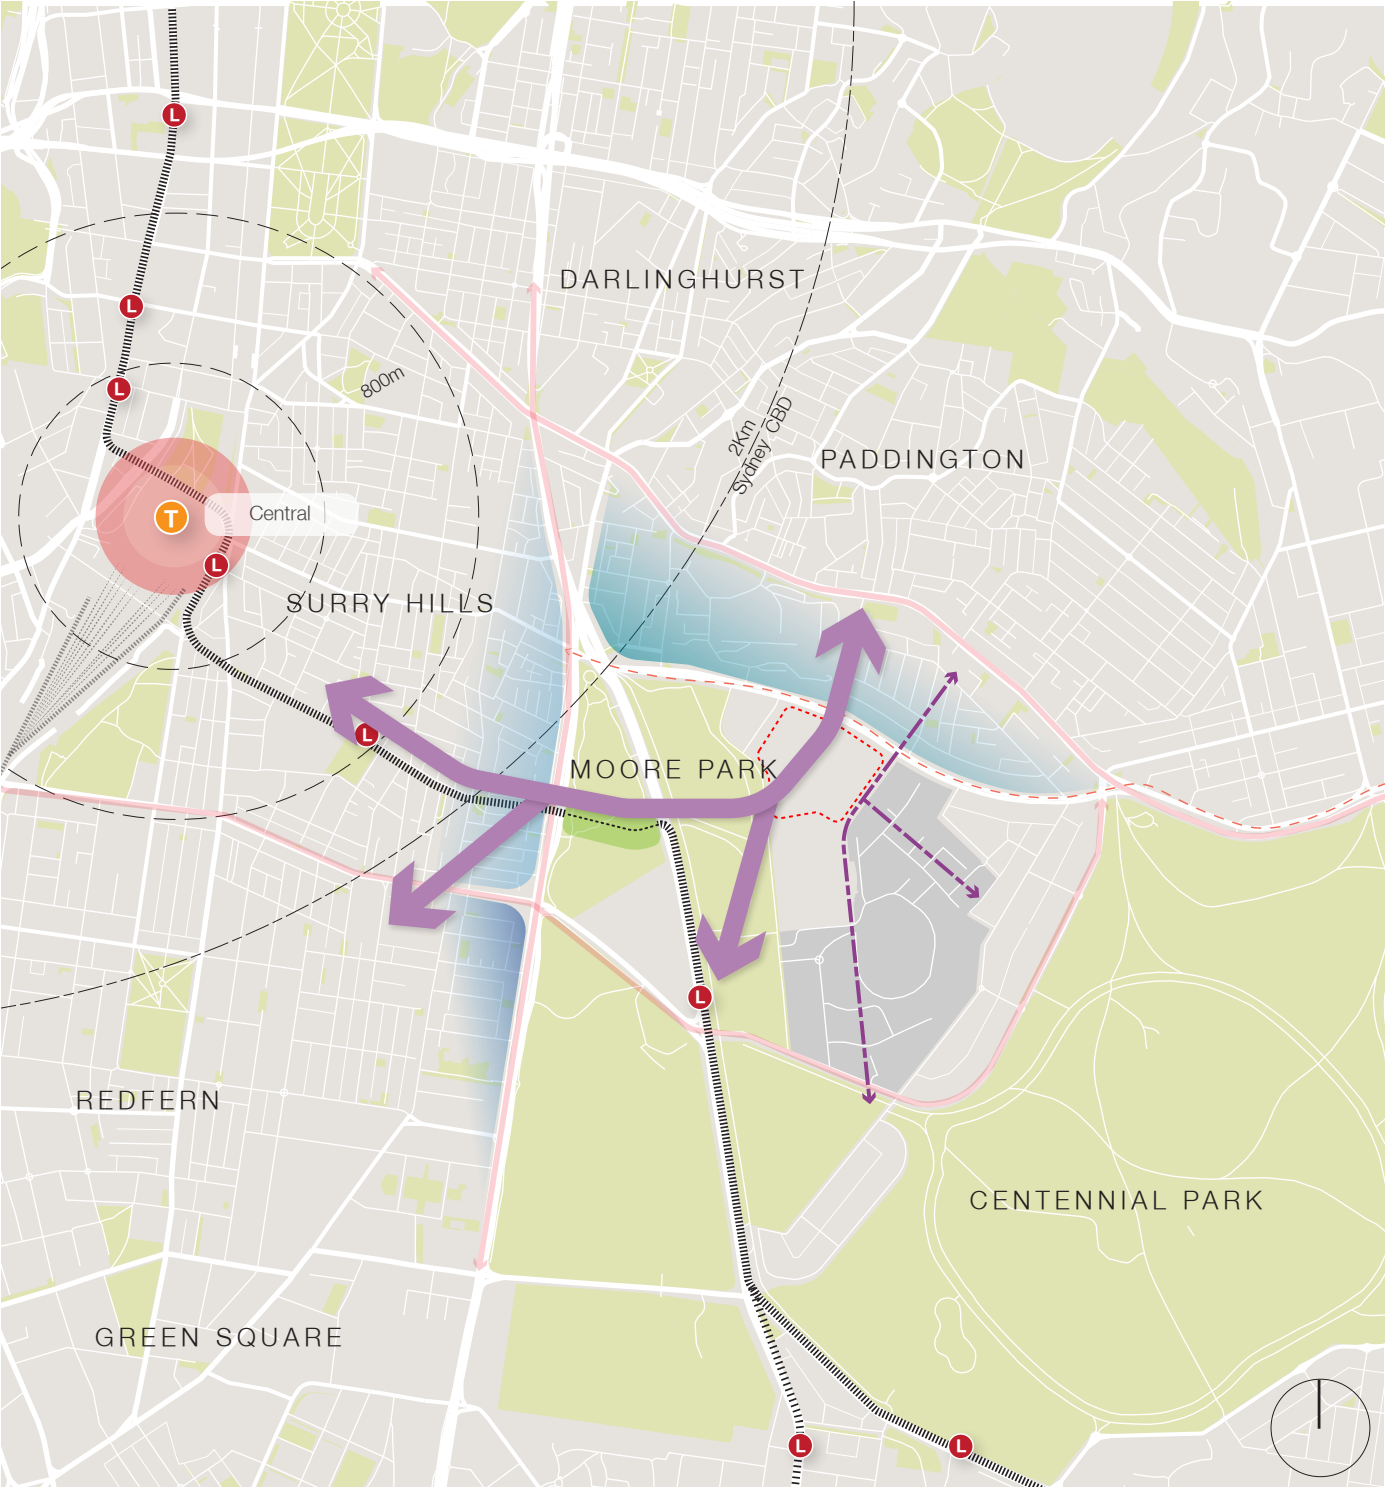 L
DARLINGHURST
L
800m
L
2Km
Sydney CBD
PADDINGTON
T
Central
L
SURRY HILLS
L
MOORE PARK
L
REDFERN
CENTENNIAL PARK
GREEN SQUARE
L
L